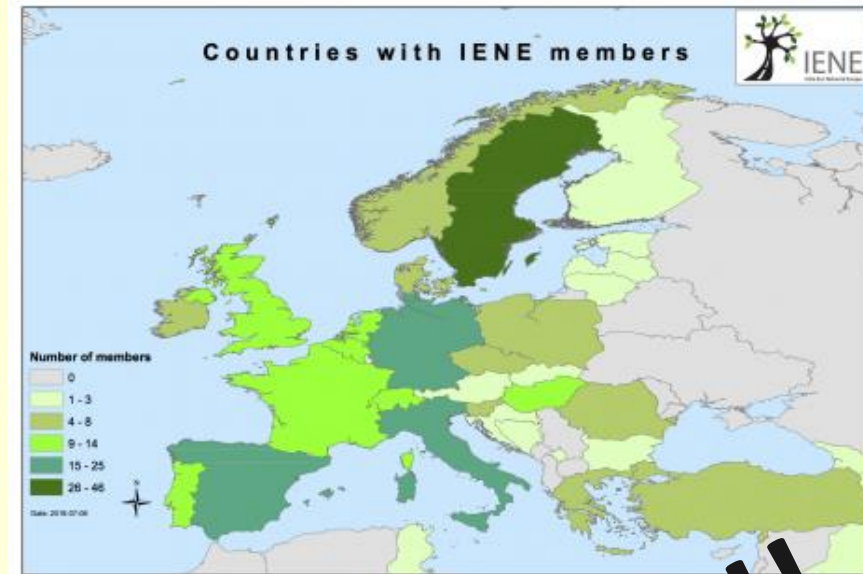 Countries with IENE members
IENE
Number of members
0
1 - 3
4 - 8
9 - 14
15 - 25
26 - 46
N